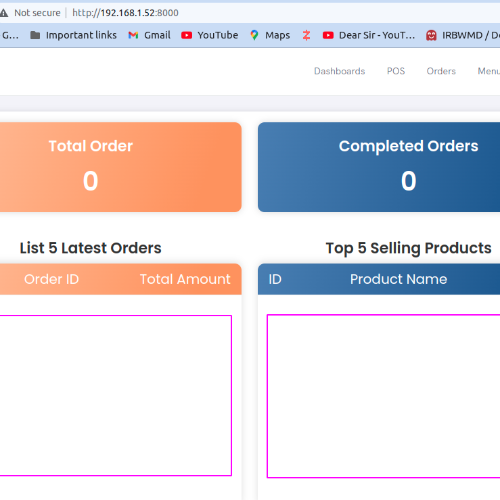 Not secure | http://192.168.1.52:8000
G... Important links Gmail YouTube Maps Dear Sir - YouT... IRBWMD / De
Dashboards POS Orders Menu
Total Order Completed Orders
0 0
List 5 Latest Orders Top 5 Selling Products
Order ID Total Amount ID Product Name